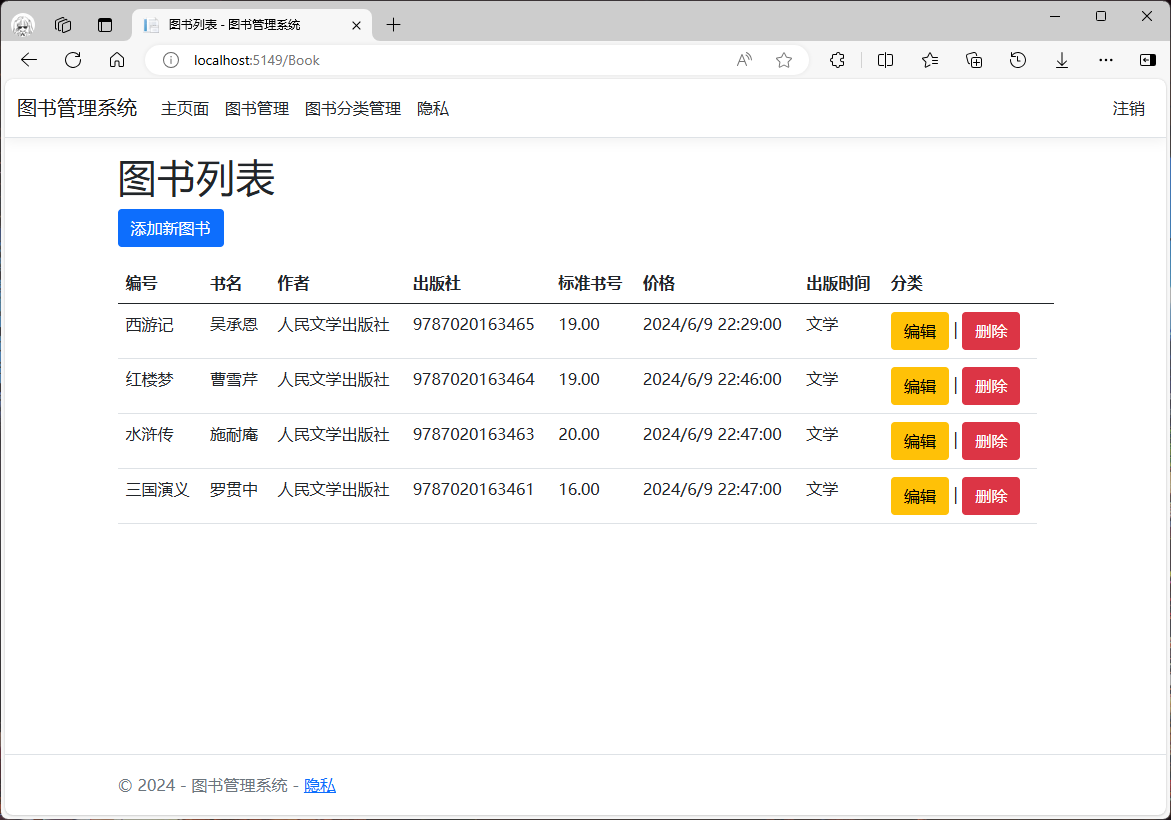 图书列表 - 图书管理系统
localhost:5149/Book
图书管理系统 主页面 图书管理 图书分类管理 隐私 注销
图书列表
添加新图书
编号 书名 作者 出版社 标准书号 价格 出版时间 分类
西游记 吴承恩 人民文学出版社 9787020163465 19.00 2024/6/9 22:29:00 文学 编辑 | 删除
红楼梦 曹雪芹 人民文学出版社 9787020163464 19.00 2024/6/9 22:46:00 文学 编辑 | 删除
水浒传 施耐庵 人民文学出版社 9787020163463 20.00 2024/6/9 22:47:00 文学 编辑 | 删除
三国演义 罗贯中 人民文学出版社 9787020163461 16.00 2024/6/9 22:47:00 文学 编辑 | 删除
© 2024 - 图书管理系统 - 隐私